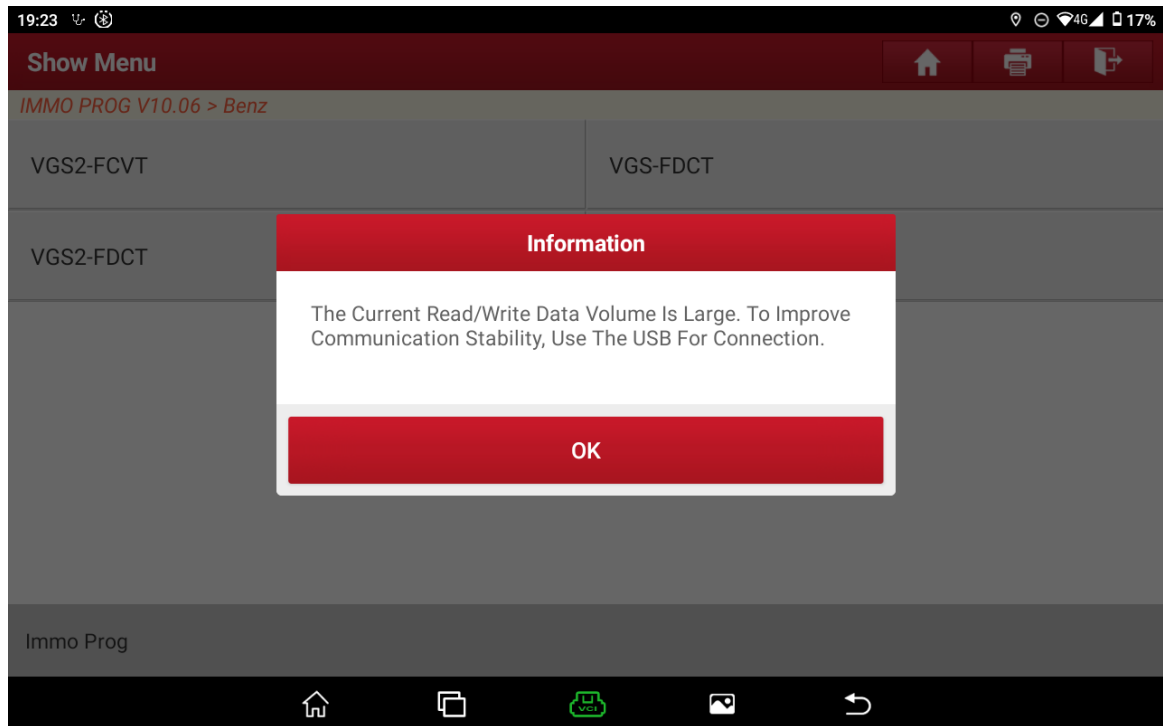 19:23 4G 17%
Show Menu
IMMO PROG V10.06 > Benz
VGS2-FCVT VGS-FDCT
VGS2-FDCT
Information
The Current Read/Write Data Volume Is Large. To Improve
Communication Stability, Use The USB For Connection.
OK
Immo Prog
VCI